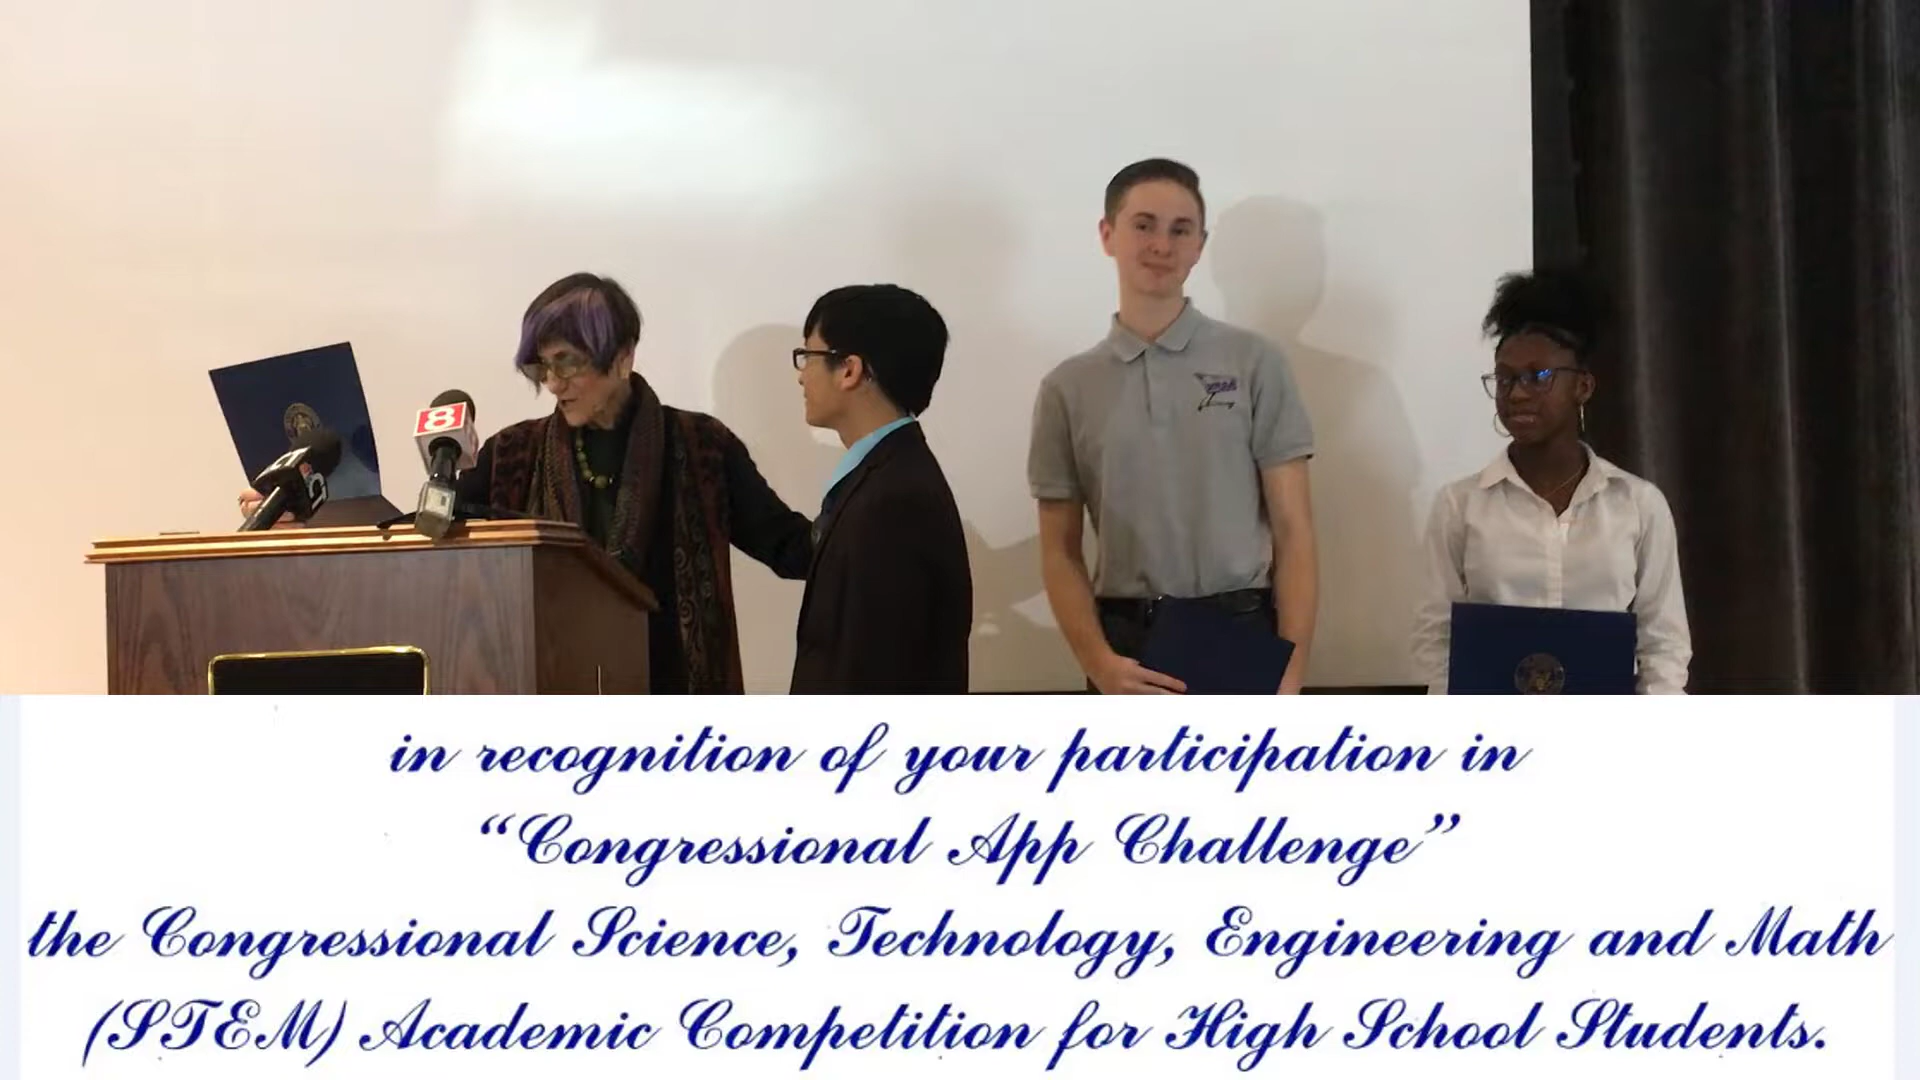 8
in recognition of your participation in
“Congressional App Challenge”
the Congressional Science, Technology, Engineering and Math
(STEM) Academic Competition for High School Students.